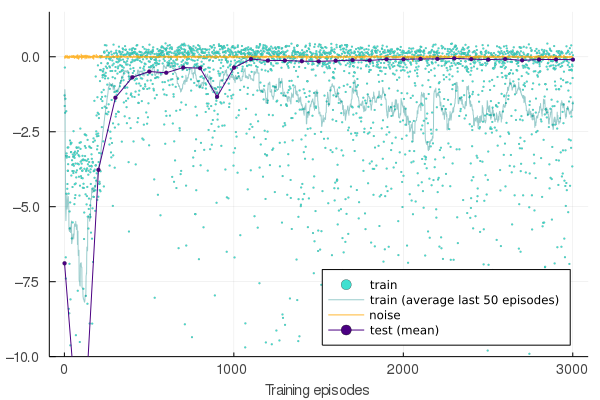 0.0
−2.5
−5.0
−7.5
−10.0
0 1000 2000 3000
Training episodes
train
train (average last 50 episodes)
noise
test (mean)